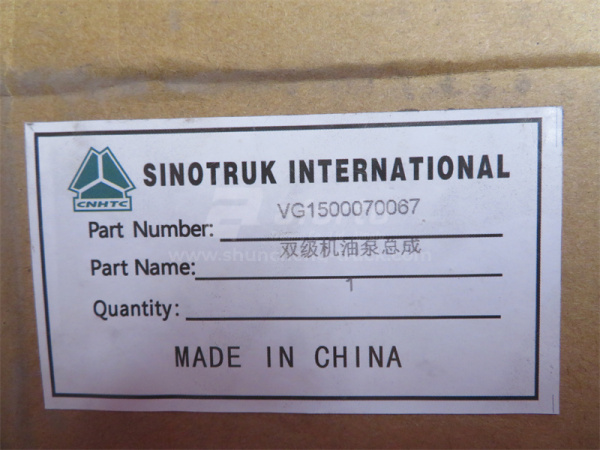 SINOTRUK INTERNATIONAL
CNHTC
Part Number: VG1500070067
Part Name: 双级机油泵总成
Quantity: 1
MADE IN CHINA